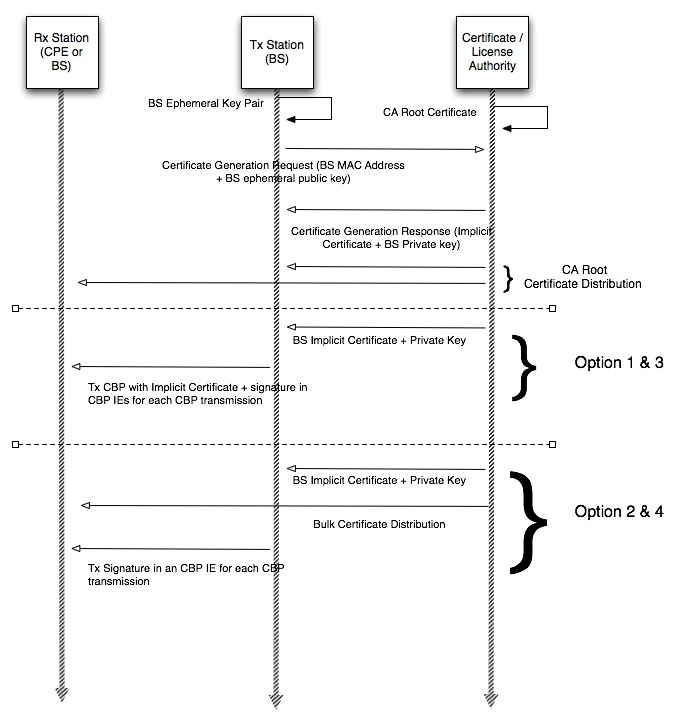 Rx Station
(CPE or
BS)
Tx Station
(BS)
Certificate /
License
Authority
BS Ephemeral Key Pair
CA Root Certificate
Certificate Generation Request (BS MAC Address
+ BS ephemeral public key)
Certificate Generation Response (Implicit
Certificate + BS Private key)
CA Root
Certificate Distribution
BS Implicit Certificate + Private Key
Option 1 & 3
Tx CBP with Implicit Certificate + signature in
CBP IEs for each CBP transmission
BS Implicit Certificate + Private Key
Option 2 & 4
Bulk Certificate Distribution
Tx Signature in an CBP IE for each CBP
transmission